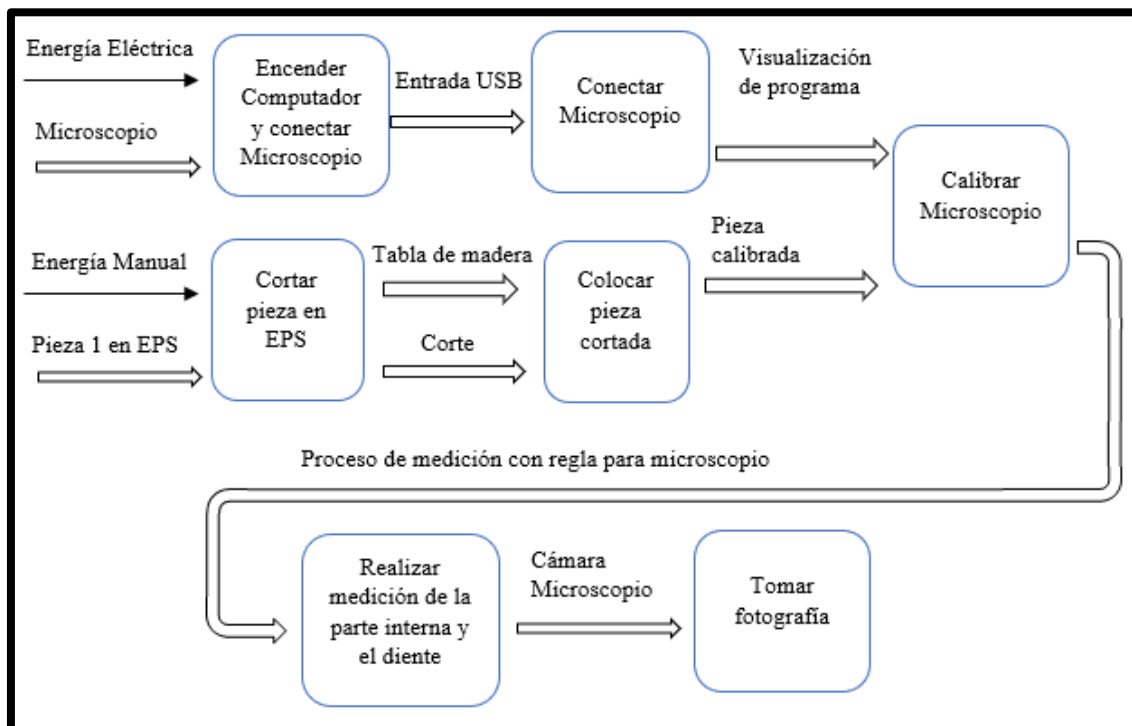 Energía Eléctrica
Microscopio
Encender
Computador
y conectar
Microscopio
Entrada USB
Conectar
Microscopio
Visualización
de programa
Calibrar
Microscopio
Energía Manual
Pieza 1 en EPS
Cortar
pieza en
EPS
Tabla de madera
Corte
Colocar
pieza
cortada
Pieza
calibrada
Proceso de medición con regla para microscopio
Realizar
medición de la
parte interna y
el diente
Cámara
Microscopio
Tomar
fotografía